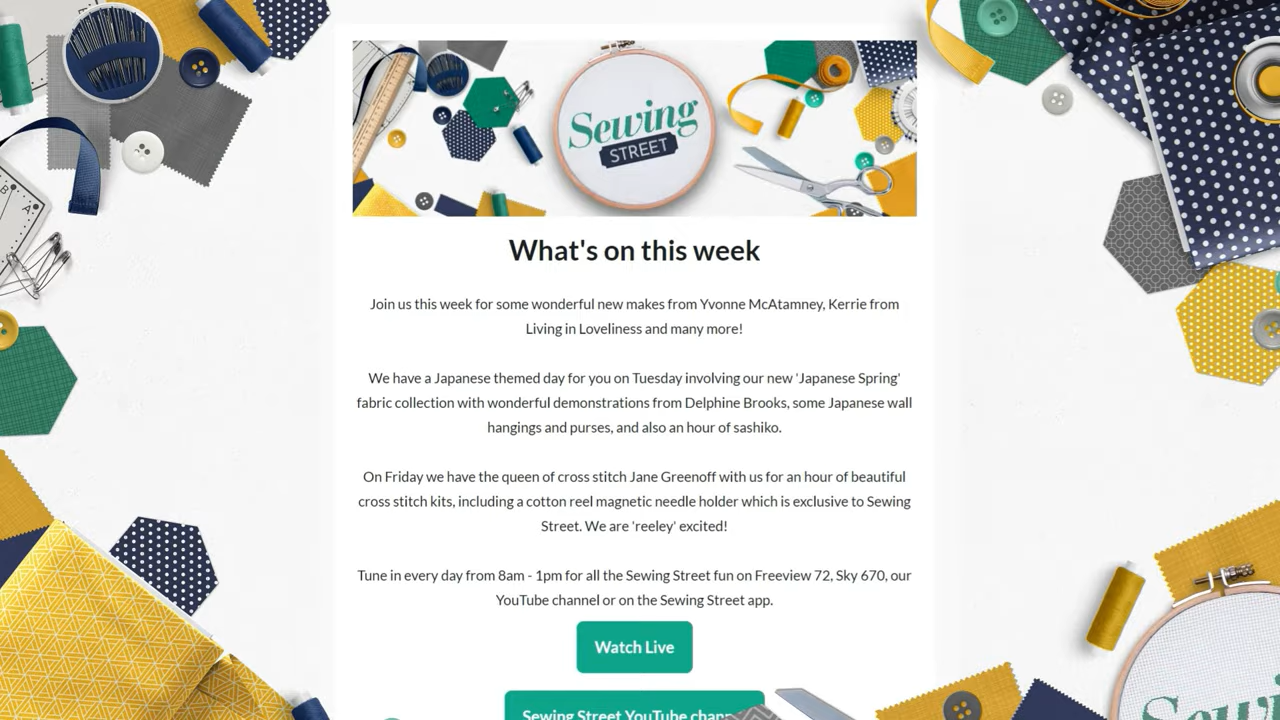 Sewing
STREET
What's on this week
Join us this week for some wonderful new makes from Yvonne McAtamney, Kerrie from
Living in Loveliness and many more!
We have a Japanese themed day for you on Tuesday involving our new 'Japanese Spring'
fabric collection with wonderful demonstrations from Delphine Brooks, some Japanese wall
hangings and purses, and also an hour of sashiko.
On Friday we have the queen of cross stitch Jane Greenoff with us for an hour of beautiful
cross stitch kits, including a cotton reel magnetic needle holder which is exclusive to Sewing
Street. We are 'reeley' excited!
Tune in every day from 8am - 1pm for all the Sewing Street fun on Freeview 72, Sky 670, our
YouTube channel or on the Sewing Street app.
Watch Live
Sewing Street YouTube
B
A